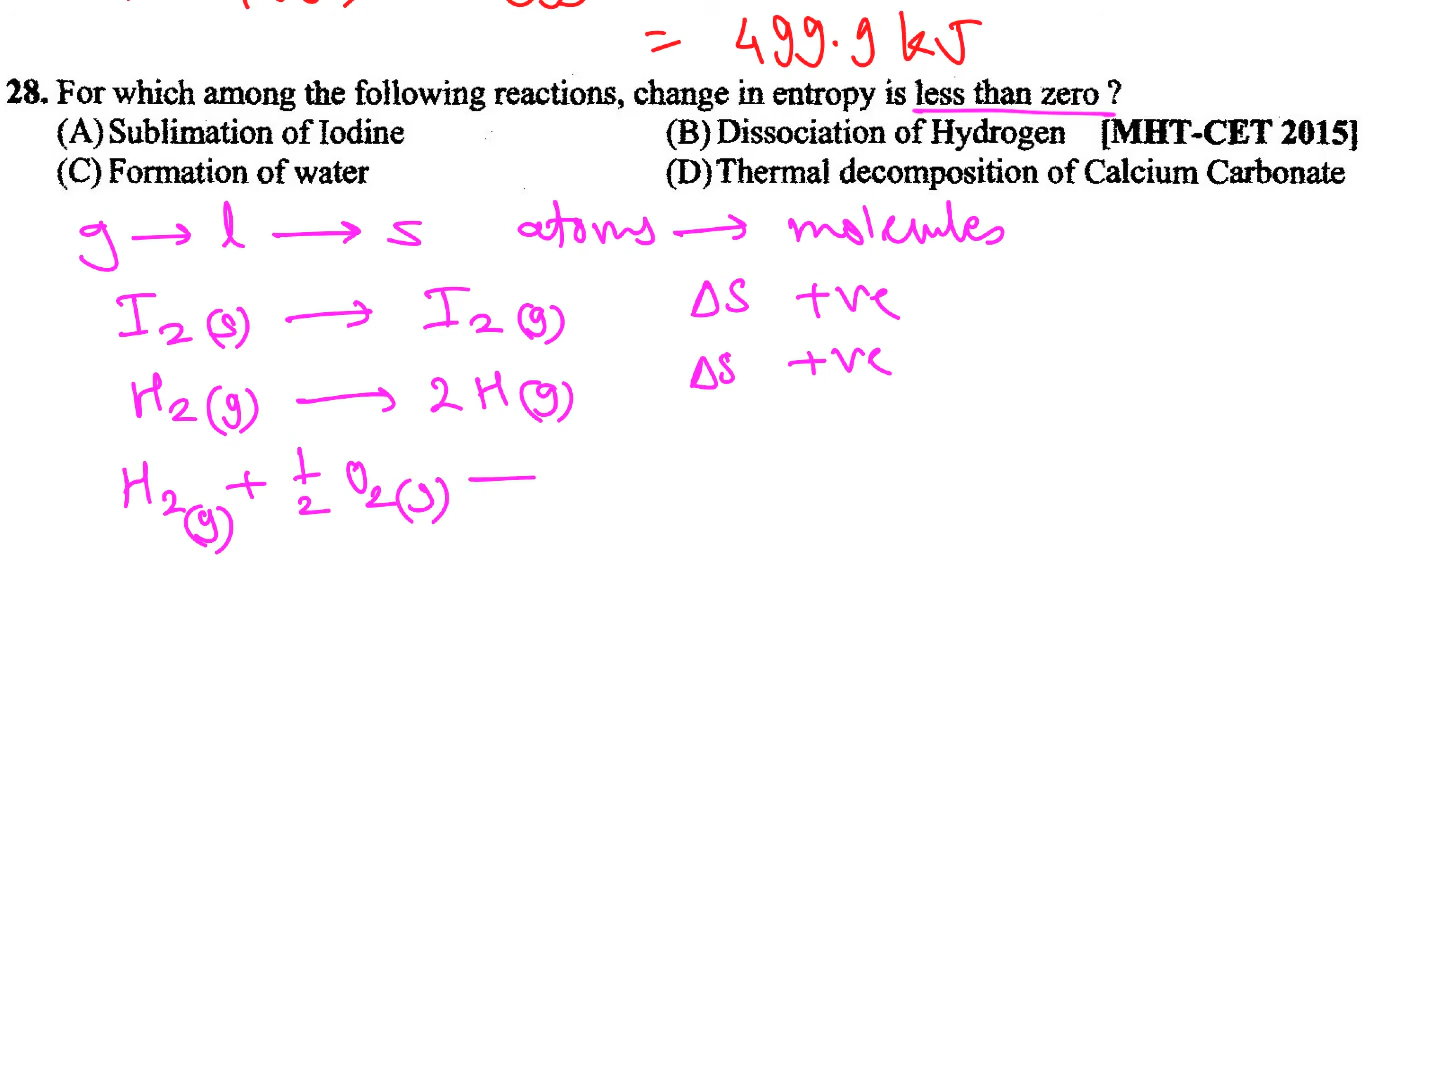 = 499.9 kJ
28. For which among the following reactions, change in entropy is less than zero ?
(A) Sublimation of Iodine (B) Dissociation of Hydrogen [MHT-CET 2015]
(C) Formation of water (D) Thermal decomposition of Calcium Carbonate
g → l → s atoms → molecules
I₂(s) → I₂(g) ΔS +ve
H₂(g) → 2H(g) ΔS +ve
H₂(g) + 1/2 O₂(g) —